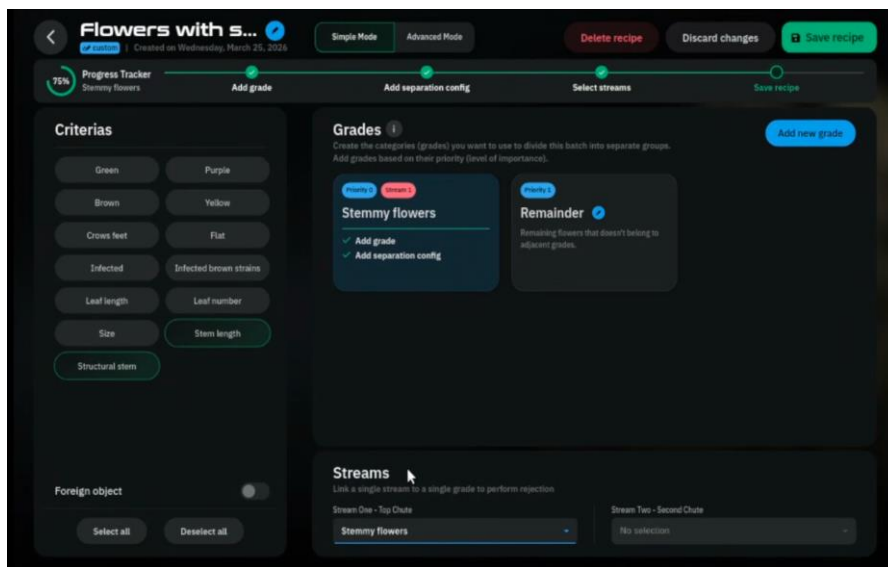 Flowers with s...
custom | Created on Wednesday, March 25, 2026
Simple Mode
Advanced Mode
Delete recipe
Discard changes
Save recipe
75%
Progress Tracker
Stemmy flowers
Add grade
Add separation config
Select streams
Save recipe
Criterias
Green
Purple
Brown
Yellow
Crows feet
Flat
Infected
Infected brown strains
Leaf length
Leaf number
Size
Stem length
Structural stem
Foreign object
Select all
Deselect all
Grades i
Create the categories (grades) you want to use to divide this batch into separate groups.
Add grades based on their priority (level of importance).
Add new grade
Priority 0
Stream 1
Stemmy flowers
Add grade
Add separation config
Priority 1
Remainder
Remaining flowers that doesn't belong to
adjacent grades.
Streams
Link a single stream to a single grade to perform rejection
Stream One - Top Chute
Stemmy flowers
Stream Two - Second Chute
No selection